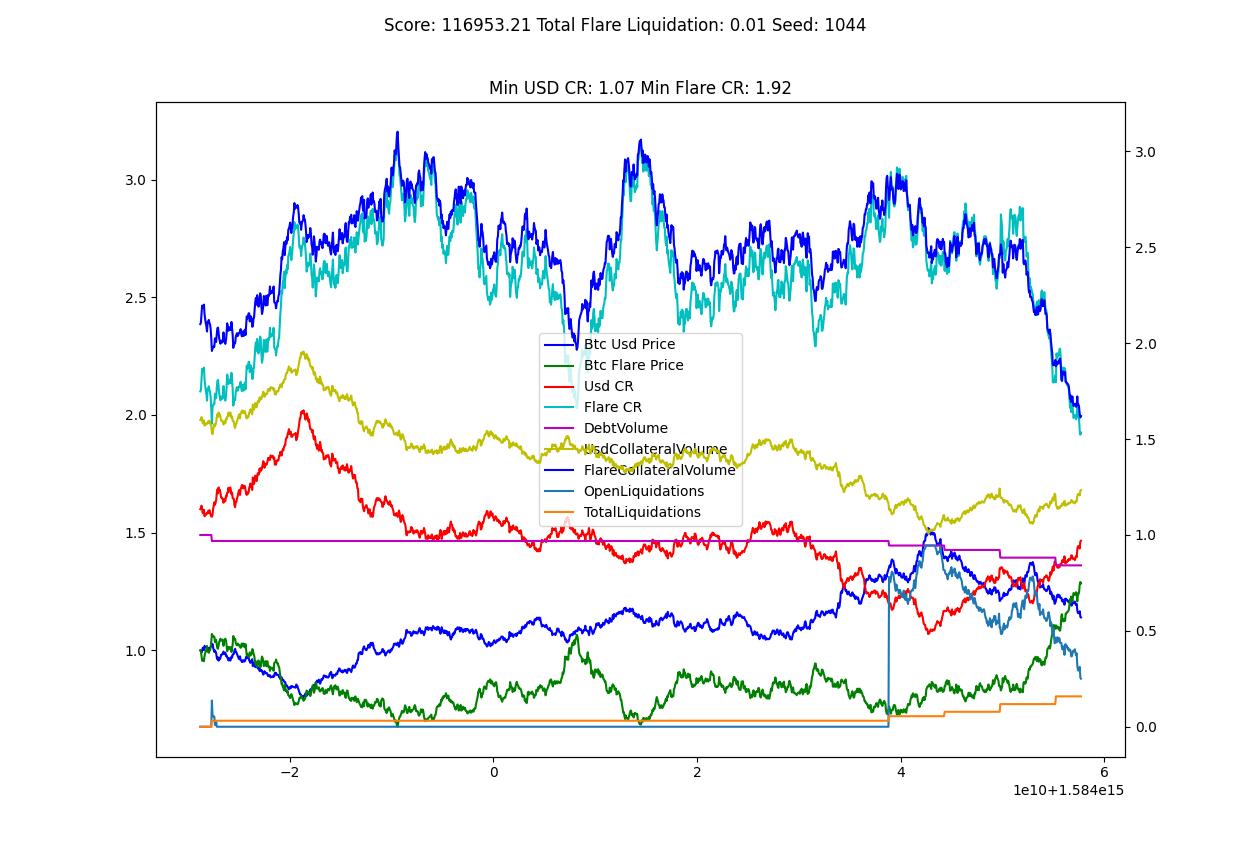 Score: 116953.21 Total Flare Liquidation: 0.01 Seed: 1044
Min USD CR: 1.07 Min Flare CR: 1.92
3.0
2.5
2.0
1.5
1.0
3.0
2.5
2.0
1.5
1.0
0.5
0.0
Btc Usd Price
Btc Flare Price
Usd CR
Flare CR
DebtVolume
UsdCollateralVolume
FlareCollateralVolume
OpenLiquidations
TotalLiquidations
−2 0 2 4 6
1e10+1.584e15